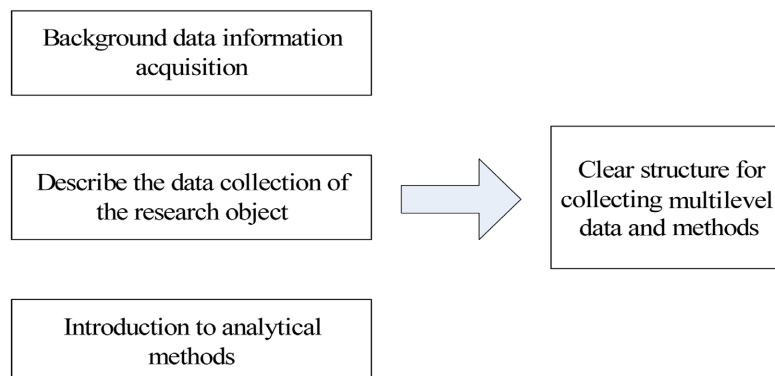 Background data information
acquisition
Describe the data collection of
the research object
Introduction to analytical
methods
Clear structure for
collecting multilevel
data and methods